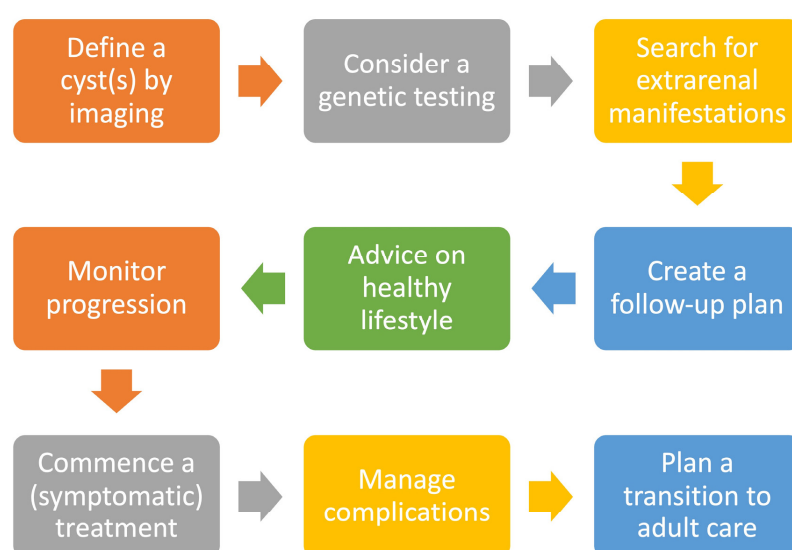 Define a
cyst(s) by
imaging
Consider a
genetic testing
Search for
extrarenal
manifestations
Create a
follow-up plan
Advice on
healthy
lifestyle
Monitor
progression
Commence a
(symptomatic)
treatment
Manage
complications
Plan a
transition to
adult care